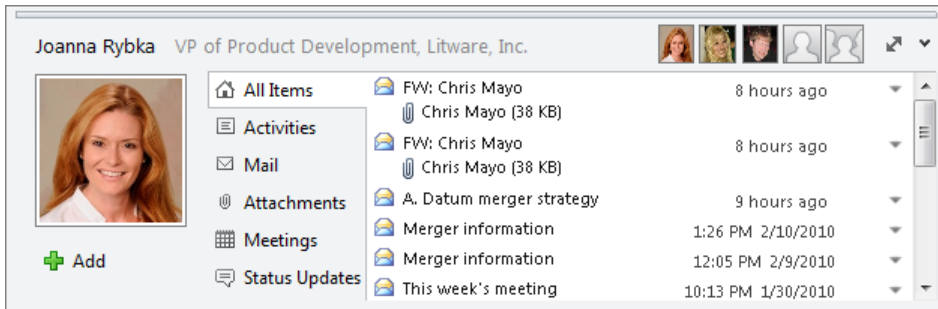 Joanna Rybka VP of Product Development, Litware, Inc.
All Items
Activities
Mail
Attachments
Meetings
Status Updates
Add
FW: Chris Mayo 8 hours ago
Chris Mayo (38 KB)
FW: Chris Mayo 8 hours ago
Chris Mayo (38 KB)
A. Datum merger strategy 9 hours ago
Merger information 1:26 PM 2/10/2010
Merger information 12:05 PM 2/9/2010
This week's meeting 10:13 PM 1/30/2010